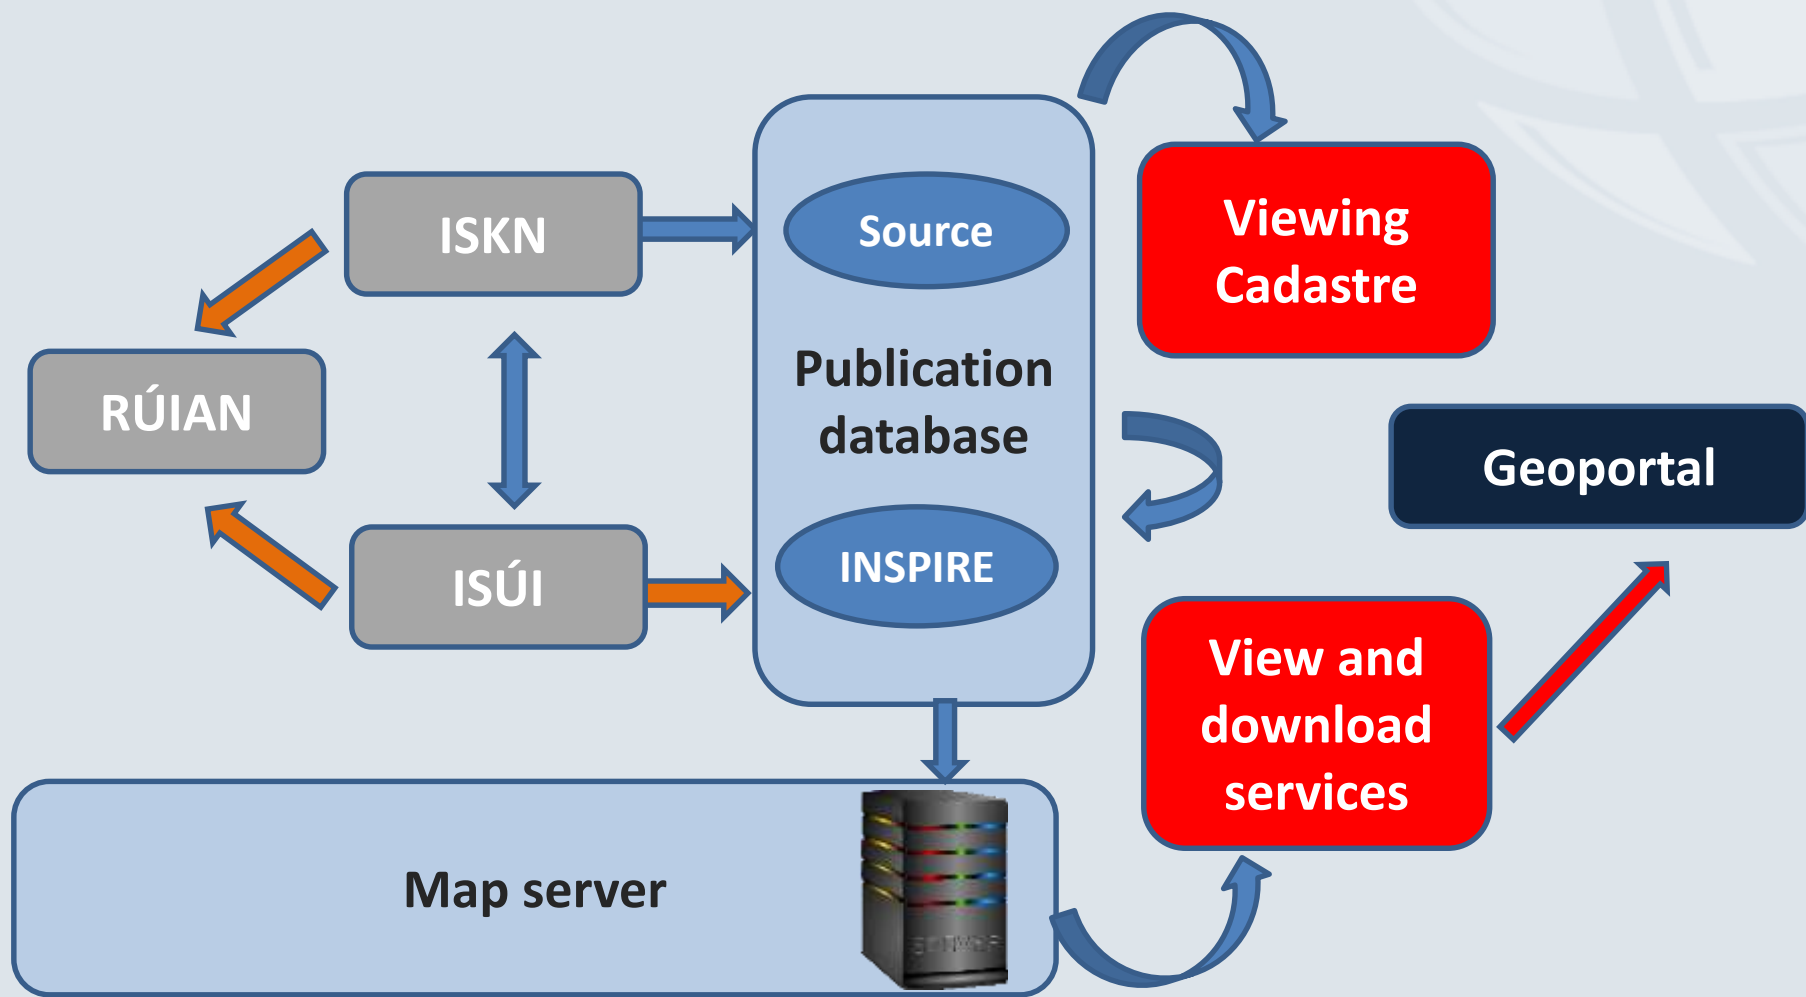 ISKN
RÚIAN
ISÚI
Source
Publication
database
INSPIRE
Viewing
Cadastre
Geoportal
View and
download
services
Map server